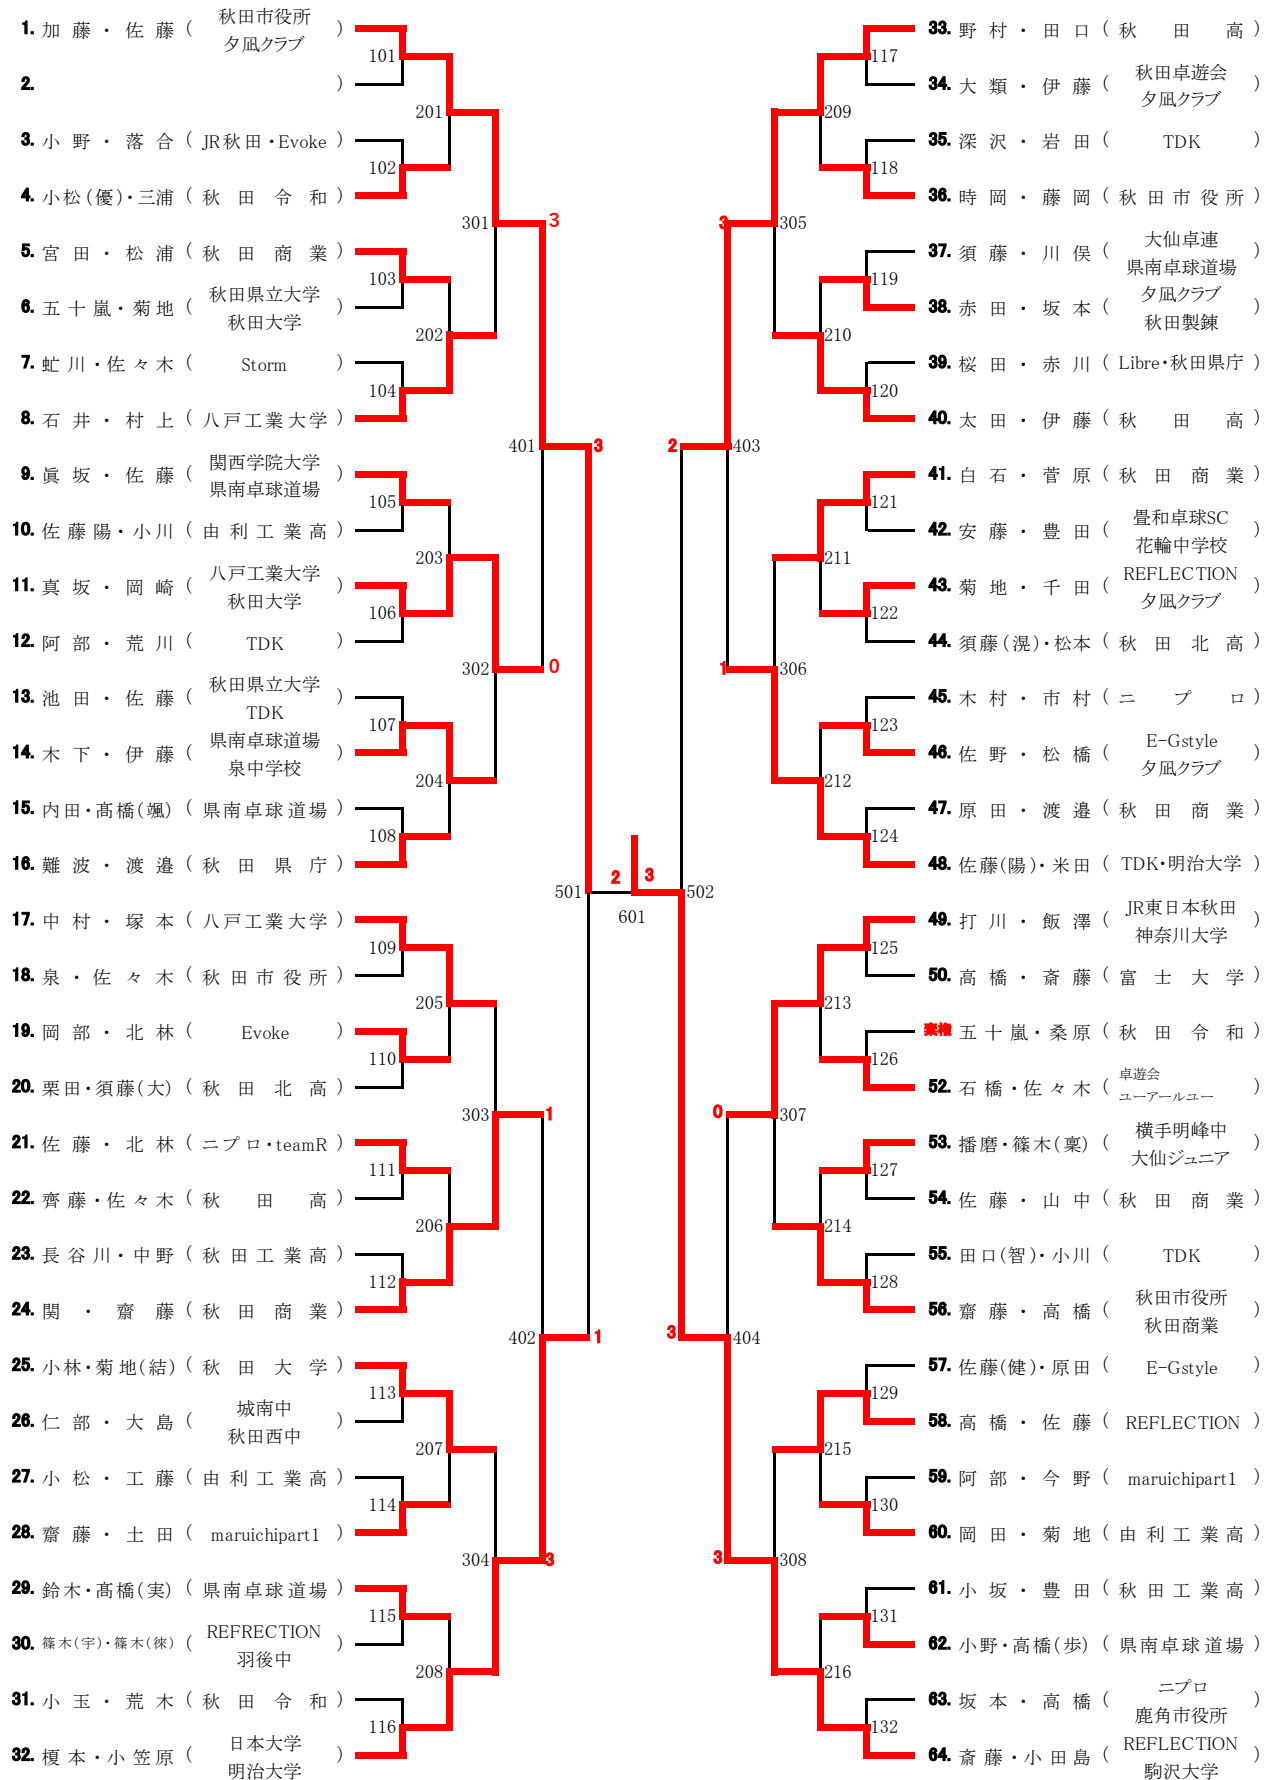 1. 加藤・佐藤 ( 秋田市役所 夕凪クラブ )
2. )
3. 小野・落合 ( JR秋田・Evoke )
4. 小松(優)・三浦 ( 秋田令和 )
5. 宮田・松浦 ( 秋田商業 )
6. 五十嵐・菊地 ( 秋田県立大学 秋田大学 )
7. 虻川・佐々木 ( Storm )
8. 石井・村上 ( 八戸工業大学 )
9. 眞坂・佐藤 ( 関西学院大学 県南卓球道場 )
10. 佐藤陽・小川 ( 由利工業高 )
11. 真坂・岡崎 ( 八戸工業大学 秋田大学 )
12. 阿部・荒川 ( TDK )
13. 池田・佐藤 ( 秋田県立大学 TDK )
14. 木下・伊藤 ( 県南卓球道場 泉中学校 )
15. 内田・髙橋(颯) ( 県南卓球道場 )
16. 難波・渡邉 ( 秋田県庁 )
17. 中村・塚本 ( 八戸工業大学 )
18. 泉・佐々木 ( 秋田市役所 )
19. 岡部・北林 ( Evoke )
20. 栗田・須藤(大) ( 秋田北高 )
21. 佐藤・北林 ( ニプロ・teamR )
22. 齊藤・佐々木 ( 秋田高 )
23. 長谷川・中野 ( 秋田工業高 )
24. 関・齋藤 ( 秋田商業 )
25. 小林・菊地(結) ( 秋田大学 )
26. 仁部・大島 ( 城南中 秋田西中 )
27. 小松・工藤 ( 由利工業高 )
28. 齋藤・土田 ( maruichipart1 )
29. 鈴木・髙橋(実) ( 県南卓球道場 )
30. 篠木(宇)・篠木(徠) ( REFRECTION 羽後中 )
31. 小玉・荒木 ( 秋田令和 )
32. 榎本・小笠原 ( 日本大学 明治大学 )
101
102
103
104
105
106
107
108
109
110
111
112
113
114
115
116
201
202
203
204
205
206
207
208
301 3
302 0
303 1
304 3
401 3
402 1
501
2 3
601
502
2 403
3 404
3 305
1 306
0 307
3 308
209
210
211
212
213
214
215
216
117
118
119
120
121
122
123
124
125
126
127
128
129
130
131
132
33. 野村・田口 ( 秋田高 )
34. 大類・伊藤 ( 秋田卓遊会 夕凪クラブ )
35. 深沢・岩田 ( TDK )
36. 時岡・藤岡 ( 秋田市役所 )
37. 須藤・川俣 ( 大仙卓連 県南卓球道場 )
38. 赤田・坂本 ( 夕凪クラブ 秋田製錬 )
39. 桜田・赤川 ( Libre・秋田県庁 )
40. 太田・伊藤 ( 秋田高 )
41. 白石・菅原 ( 秋田商業 )
42. 安藤・豊田 ( 畳和卓球SC 花輪中学校 )
43. 菊地・千田 ( REFLECTION 夕凪クラブ )
44. 須藤(滉)・松本 ( 秋田北高 )
45. 木村・市村 ( ニプロ )
46. 佐野・松橋 ( E-Gstyle 夕凪クラブ )
47. 原田・渡邉 ( 秋田商業 )
48. 佐藤(陽)・米田 ( TDK・明治大学 )
49. 打川・飯澤 ( JR東日本秋田 神奈川大学 )
50. 高橋・斎藤 ( 富士大学 )
棄権 五十嵐・桑原 ( 秋田令和 )
52. 石橋・佐々木 ( 卓遊会 ユーアールユー )
53. 播磨・篠木(稟) ( 横手明峰中 大仙ジュニア )
54. 佐藤・山中 ( 秋田商業 )
55. 田口(智)・小川 ( TDK )
56. 齋藤・高橋 ( 秋田市役所 秋田商業 )
57. 佐藤(健)・原田 ( E-Gstyle )
58. 高橋・佐藤 ( REFLECTION )
59. 阿部・今野 ( maruichipart1 )
60. 岡田・菊地 ( 由利工業高 )
61. 小坂・豊田 ( 秋田工業高 )
62. 小野・高橋(歩) ( 県南卓球道場 )
63. 坂本・高橋 ( ニプロ 鹿角市役所 )
64. 斎藤・小田島 ( REFLECTION 駒沢大学 )